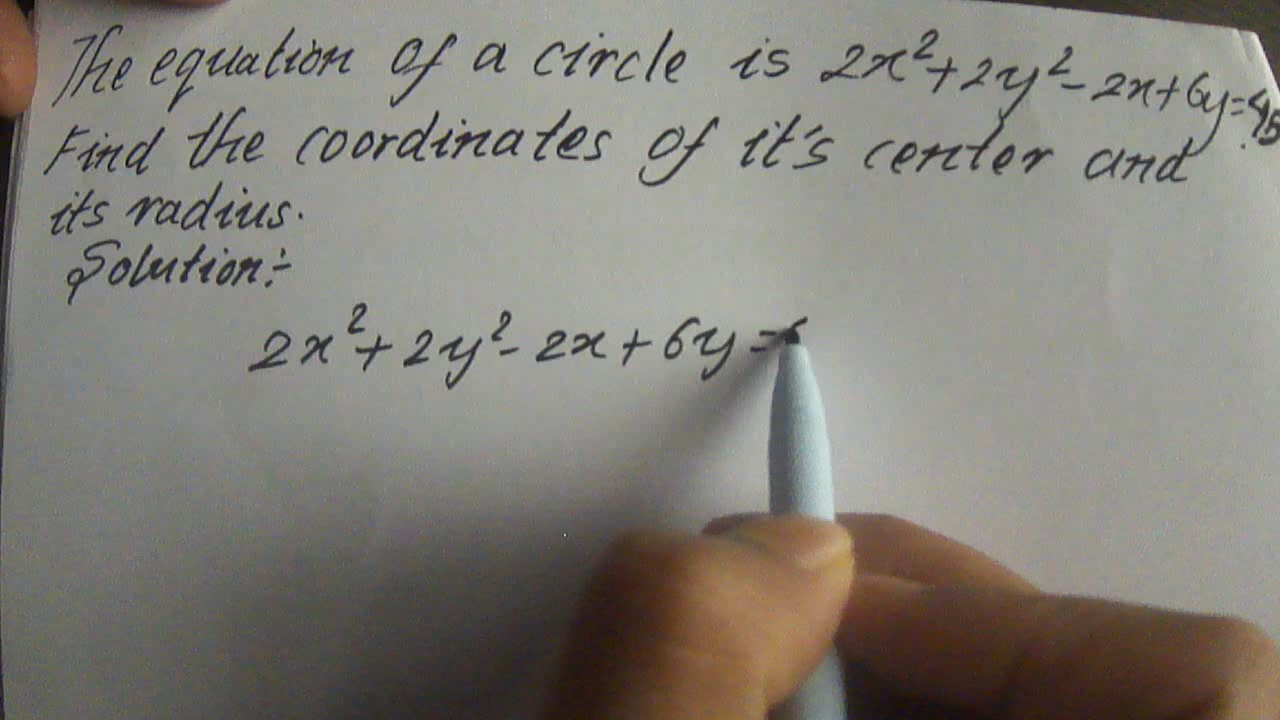 The equation of a circle is 2x²+2y²-2x+6y=45
Find the coordinates of it's center and
its radius.
Solution:-
2x²+2y²-2x+6y=